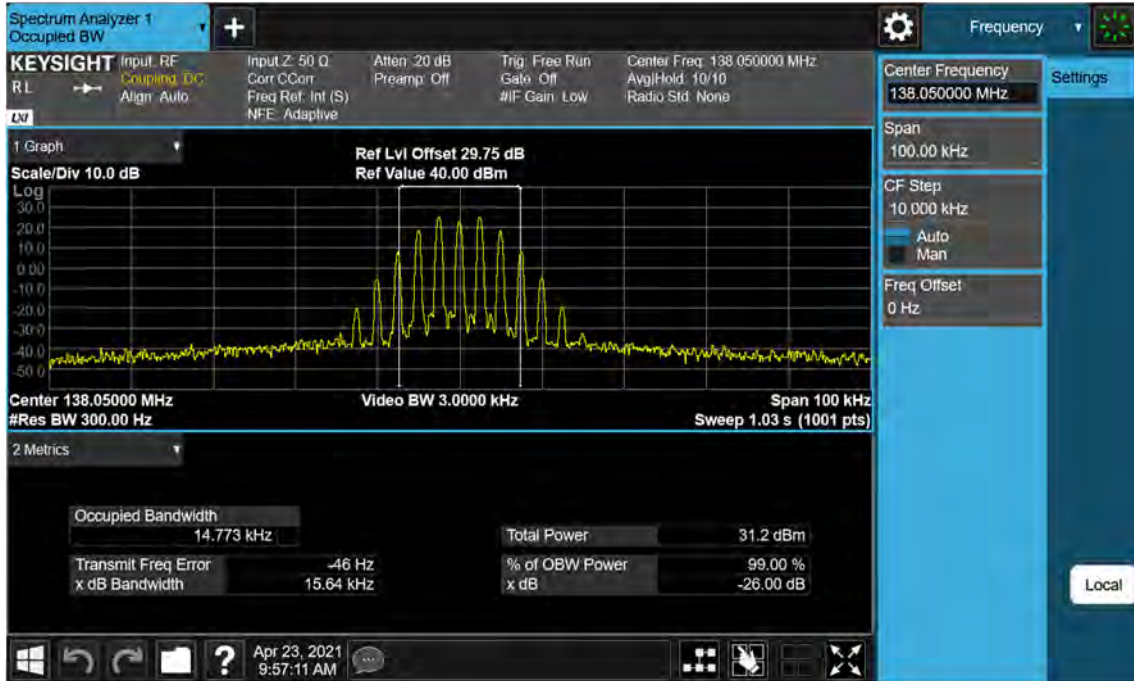 Spectrum Analyzer 1
Occupied BW
+
Frequency
KEYSIGHT Input: RF Input Z: 50 Ω Atten: 20 dB Trig: Free Run Center Freq: 138.050000 MHz
RL Coupling: DC Corr CCorr Preamp: Off Gate: Off Avg|Hold: 10/10
Align: Auto Freq Ref: Int (S) #IF Gain: Low Radio Std: None
LXI NFE: Adaptive
Center Frequency
138.050000 MHz
Settings
Span
100.00 kHz
CF Step
10.000 kHz
Auto
Man
Freq Offset
0 Hz
Local
1 Graph
Ref Lvl Offset 29.75 dB
Scale/Div 10.0 dB Ref Value 40.00 dBm
Log
30.0
20.0
10.0
0.00
-10.0
-20.0
-30.0
-40.0
-50.0
Center 138.05000 MHz Video BW 3.0000 kHz Span 100 kHz
#Res BW 300.00 Hz Sweep 1.03 s (1001 pts)
2 Metrics
Occupied Bandwidth
14.773 kHz Total Power 31.2 dBm
Transmit Freq Error -46 Hz % of OBW Power 99.00 %
x dB Bandwidth 15.64 kHz x dB -26.00 dB
? Apr 23, 2021
9:57:11 AM